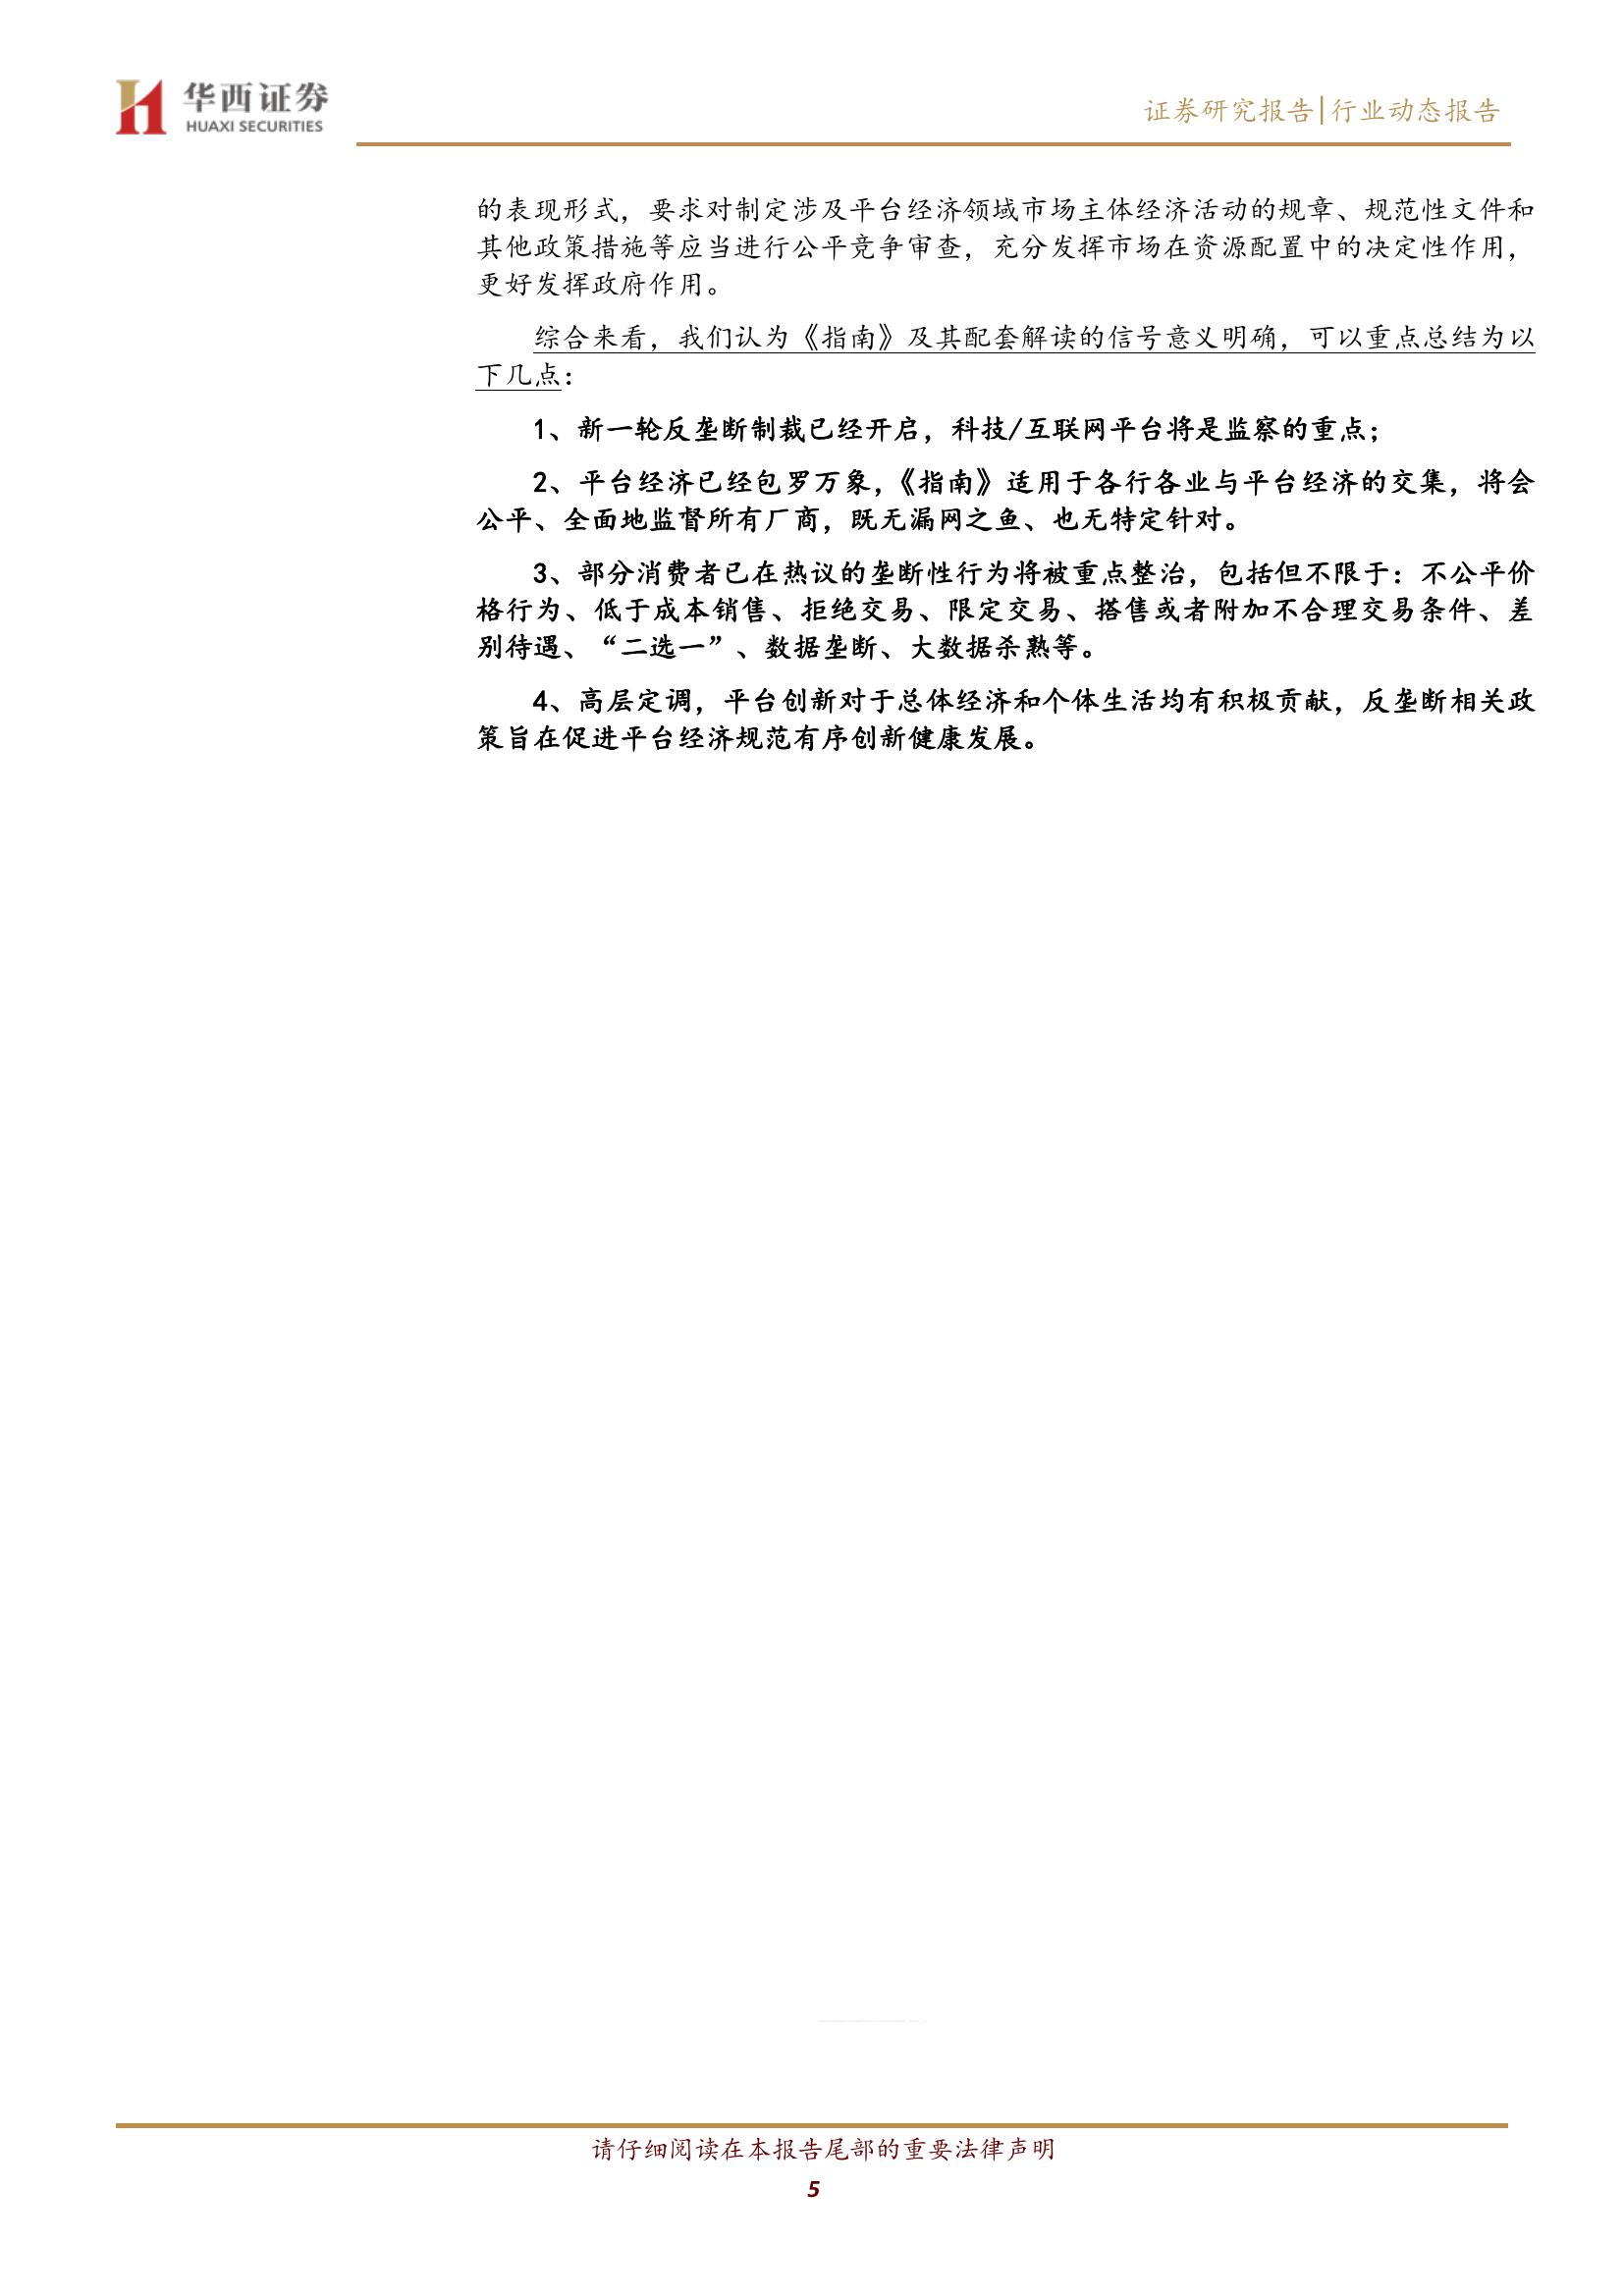 华西证券
HUAXI SECURITIES
证券研究报告|行业动态报告
的表现形式，要求对制定涉及平台经济领域市场主体经济活动的规章、规范性文件和
其他政策措施等应当进行公平竞争审查，充分发挥市场在资源配置中的决定性作用，
更好发挥政府作用。
综合来看，我们认为《指南》及其配套解读的信号意义明确，可以重点总结为以
下几点：
1、新一轮反垄断制裁已经开启，科技/互联网平台将是监察的重点；
2、平台经济已经包罗万象，《指南》适用于各行各业与平台经济的交集，将会
公平、全面地监督所有厂商，既无漏网之鱼、也无特定针对。
3、部分消费者已在热议的垄断性行为将被重点整治，包括但不限于：不公平价
格行为、低于成本销售、拒绝交易、限定交易、搭售或者附加不合理交易条件、差
别待遇、“二选一”、数据垄断、大数据杀熟等。
4、高层定调，平台创新对于总体经济和个体生活均有积极贡献，反垄断相关政
策旨在促进平台经济规范有序创新健康发展。
请仔细阅读在本报告尾部的重要法律声明
5